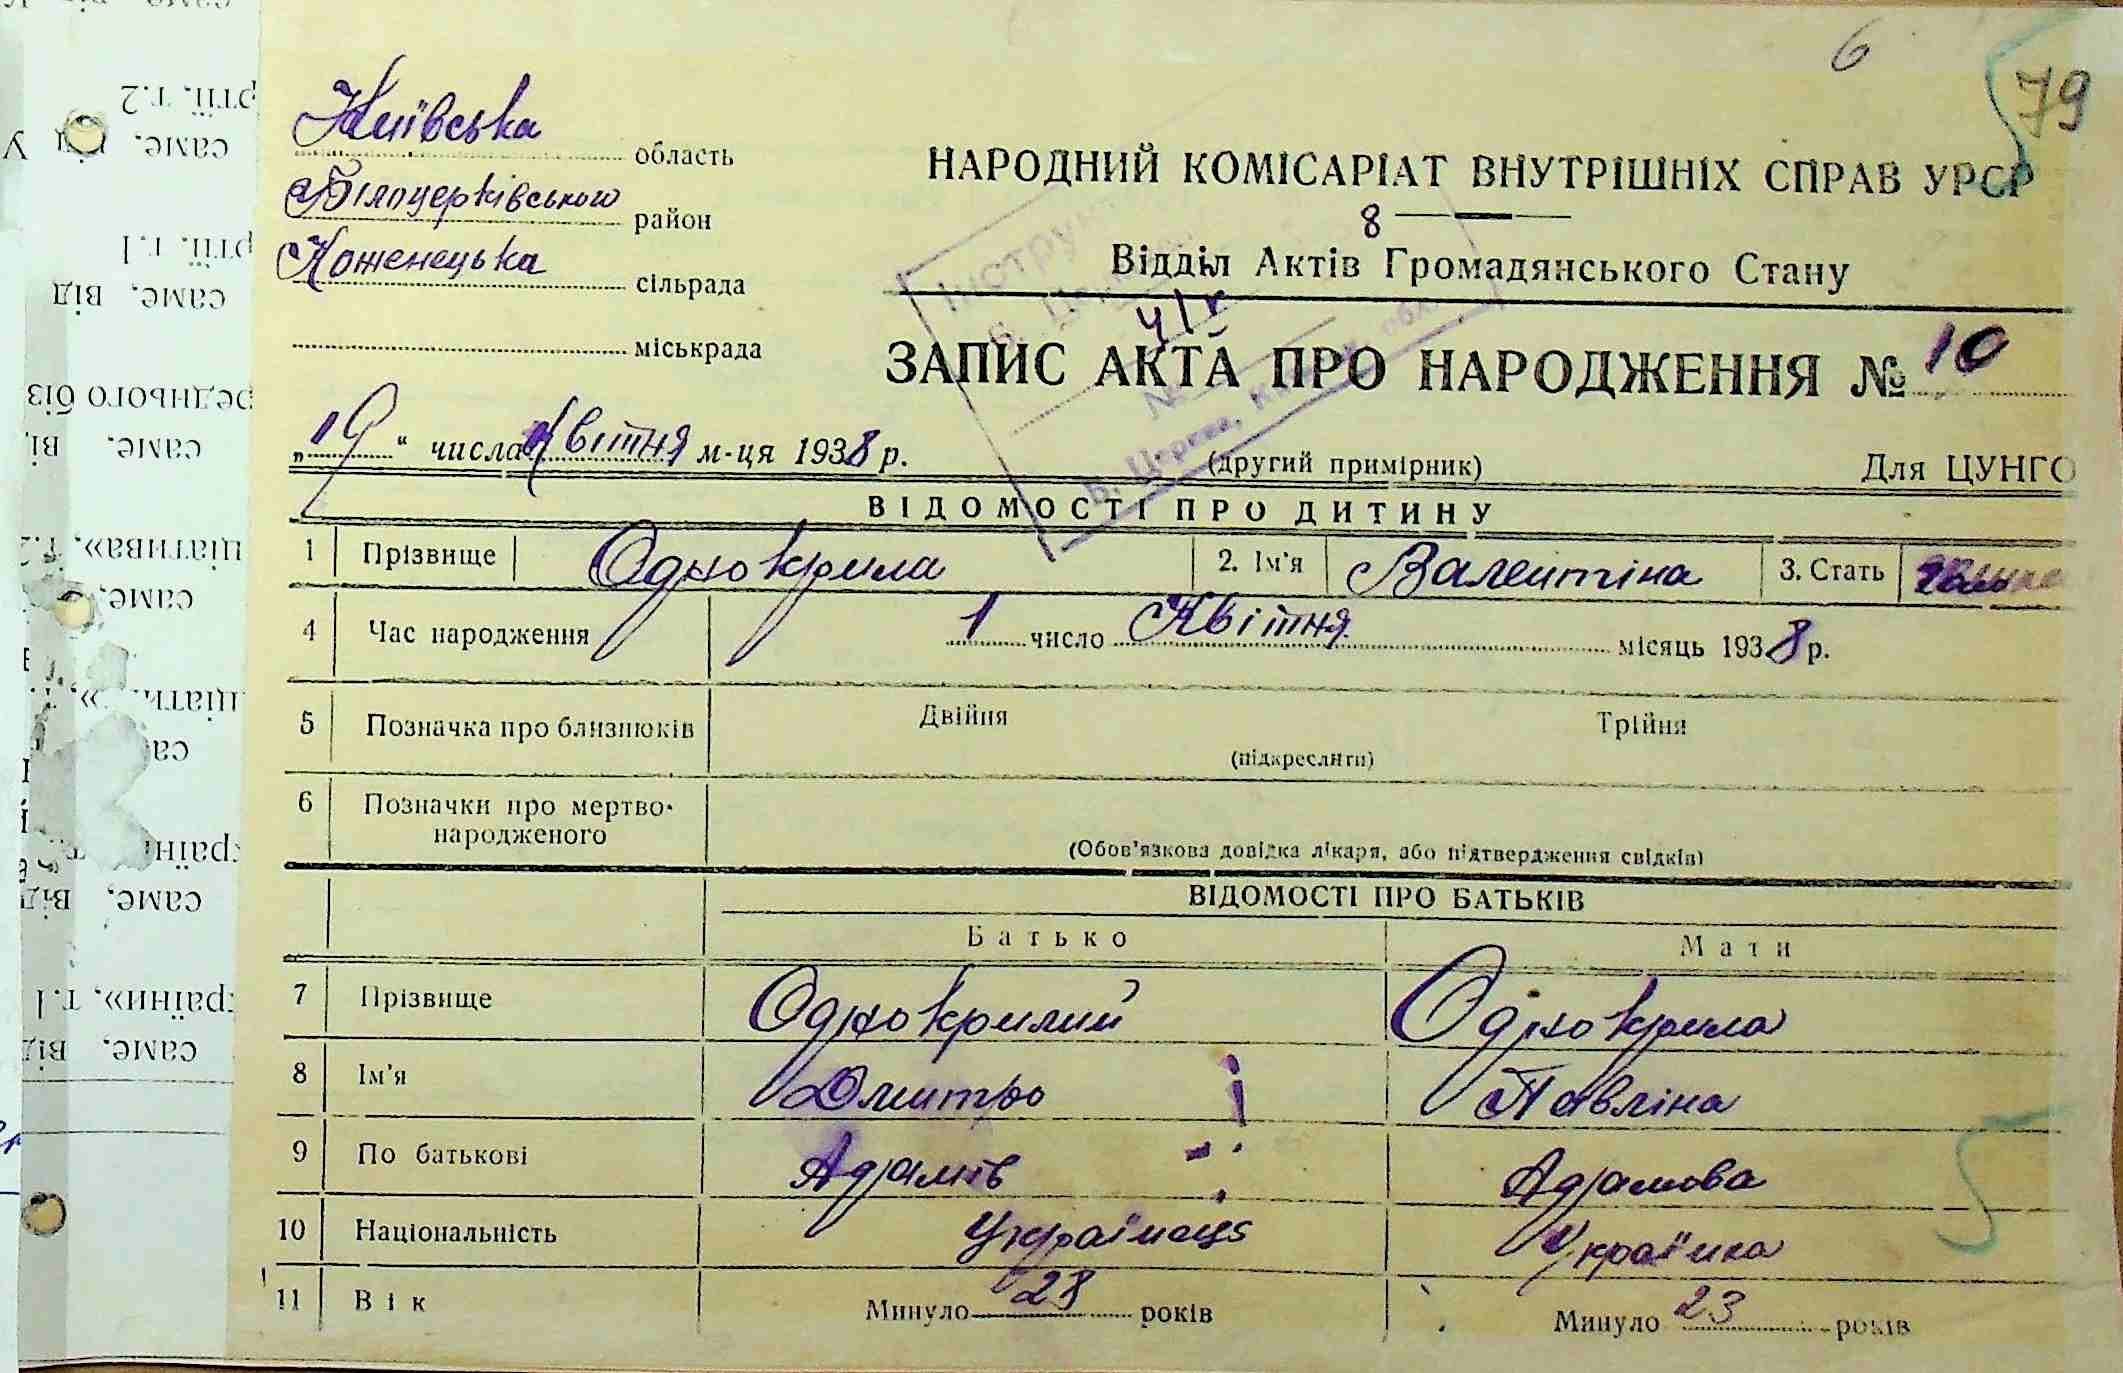 6
79
Київська область
Білоцерківського район
сільрада
міськрада
НАРОДНИЙ КОМІСАРІАТ ВНУТРІШНІХ СПРАВ УРСР
8
Відділ Актів Громадянського Стану
ЗАПИС АКТА ПРО НАРОДЖЕННЯ № 10
„19“ числа Квітня м-ця 1938 р.
(другий примірник)
Для ЦУНГО
ВІДОМОСТІ ПРО ДИТИНУ
1 Прізвище Однокрила 2. Ім'я Валентіна 3. Стать
4 Час народження 1 число Квітня місяць 1938 р.
5 Позначка про близнюків Двійня Трійня
(підкреслити)
6 Позначки про мертво-
народженого
(Обов'язкова довідка лікаря, або підтвердження свідків)
ВІДОМОСТІ ПРО БАТЬКІВ
Батько Мати
7 Прізвище Однокрилий Однокрила
8 Ім'я Дмитро Павліна
9 По батькові Адамів Адамова
10 Національність Українець Українка
11 Вік Минуло 28 років Минуло 23 років